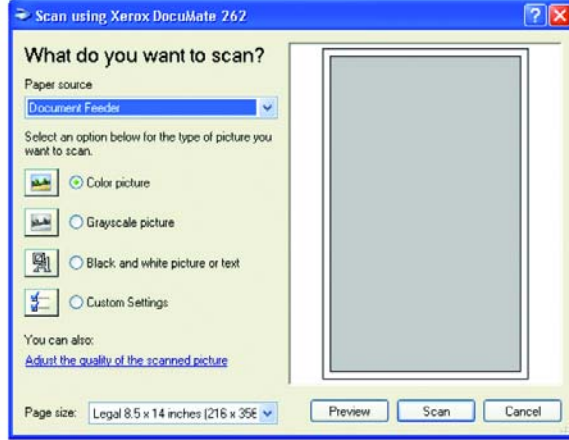 Scan using Xerox DocuMate 262
What do you want to scan?
Paper source
Document Feeder
Select an option below for the type of picture you
want to scan.
Color picture
Grayscale picture
Black and white picture or text
Custom Settings
You can also:
Adjust the quality of the scanned picture
Page size: Legal 8.5 x 14 inches (216 x 356
Preview Scan Cancel